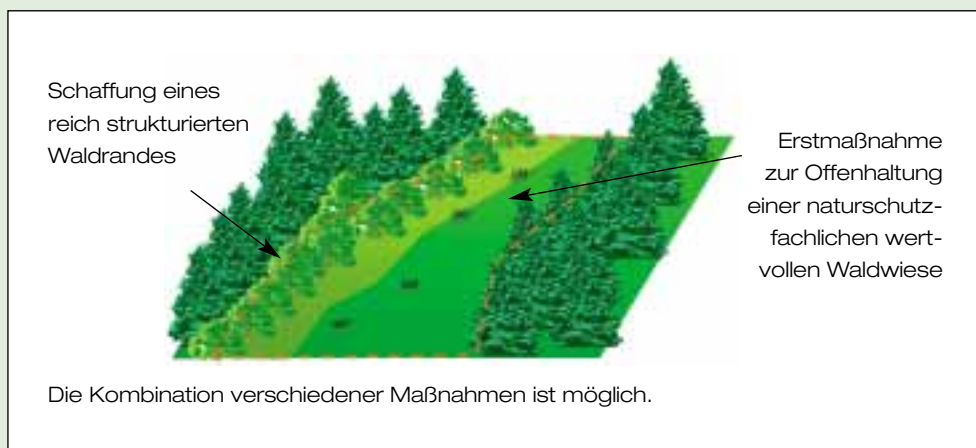 Schaffung eines
reich strukturierten
Waldrandes
Erstmaßnahme
zur Offenhaltung
einer naturschutz-
fachlichen wert-
vollen Waldwiese
Die Kombination verschiedener Maßnahmen ist möglich.